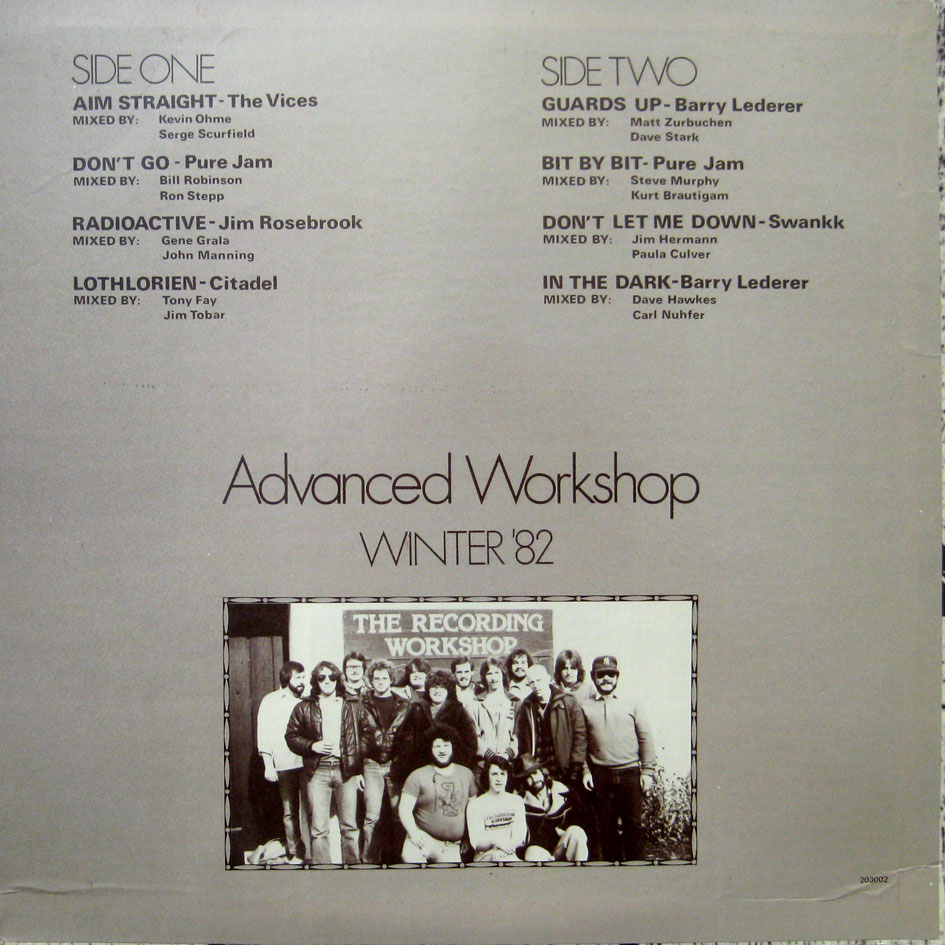 SIDE ONE
AIM STRAIGHT - The Vices
MIXED BY: Kevin Ohme
Serge Scurfield
DON'T GO - Pure Jam
MIXED BY: Bill Robinson
Ron Stepp
RADIOACTIVE - Jim Rosebrook
MIXED BY: Gene Grala
John Manning
LOTHLORIEN - Citadel
MIXED BY: Tony Fay
Jim Tobar
SIDE TWO
GUARDS UP - Barry Lederer
MIXED BY: Matt Zurbuchen
Dave Stark
BIT BY BIT - Pure Jam
MIXED BY: Steve Murphy
Kurt Brautigam
DON'T LET ME DOWN - Swankk
MIXED BY: Jim Hermann
Paula Culver
IN THE DARK - Barry Lederer
MIXED BY: Dave Hawkes
Carl Nuhfer
Advanced Workshop
WINTER '82
THE RECORDING
WORKSHOP
203002